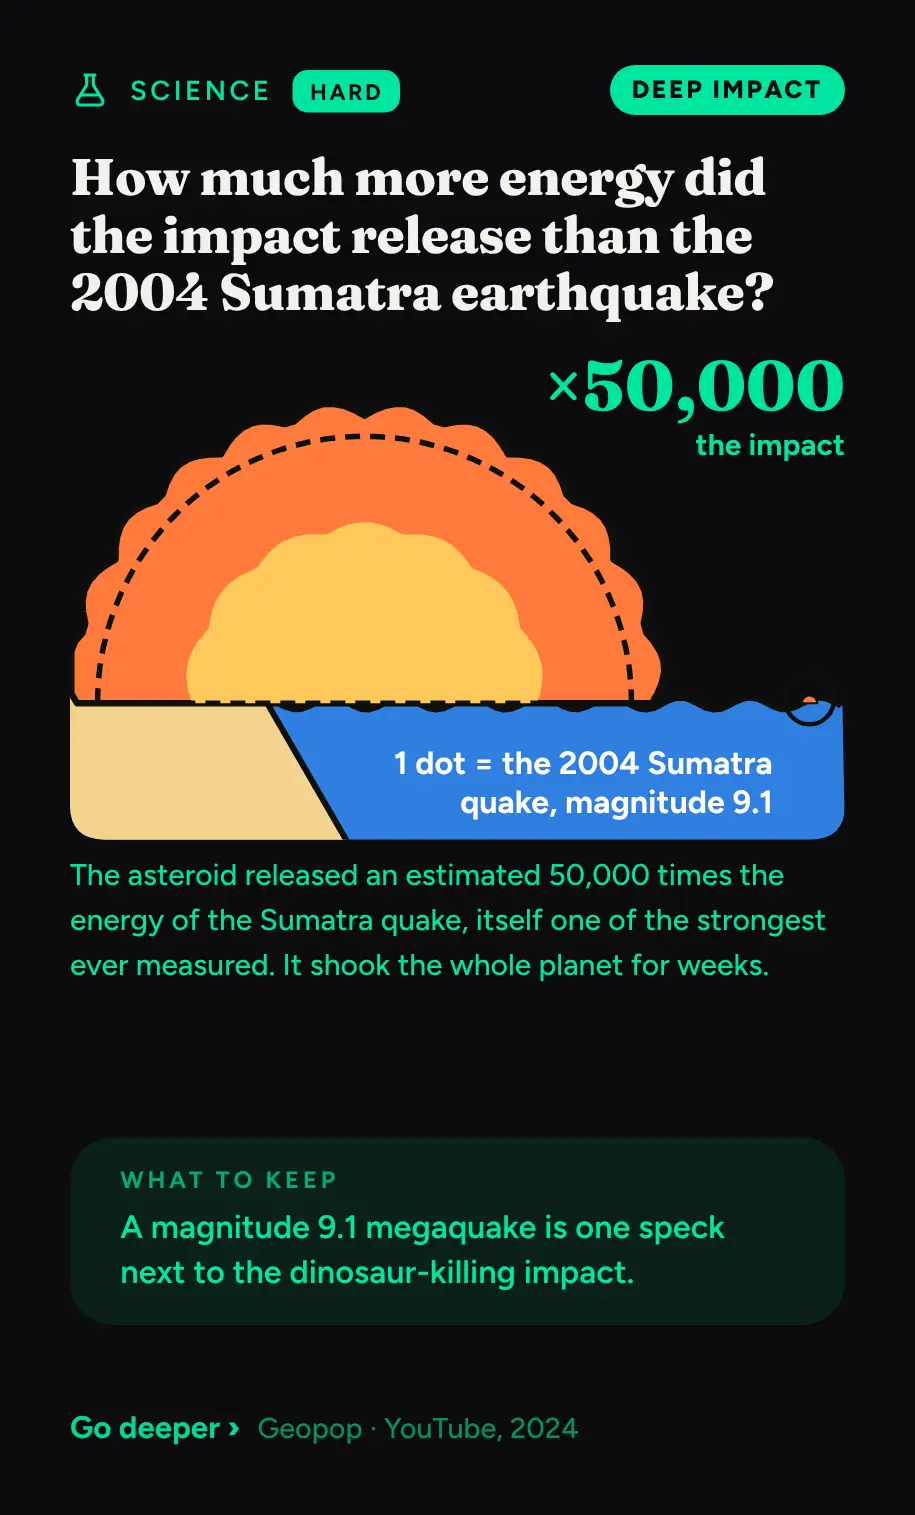 SCIENCE HARD DEEP IMPACT
How much more energy did
the impact release than the
2004 Sumatra earthquake?
×50,000
the impact
1 dot = the 2004 Sumatra
quake, magnitude 9.1
The asteroid released an estimated 50,000 times the
energy of the Sumatra quake, itself one of the strongest
ever measured. It shook the whole planet for weeks.
WHAT TO KEEP
A magnitude 9.1 megaquake is one speck
next to the dinosaur-killing impact.
Go deeper › Geopop · YouTube, 2024